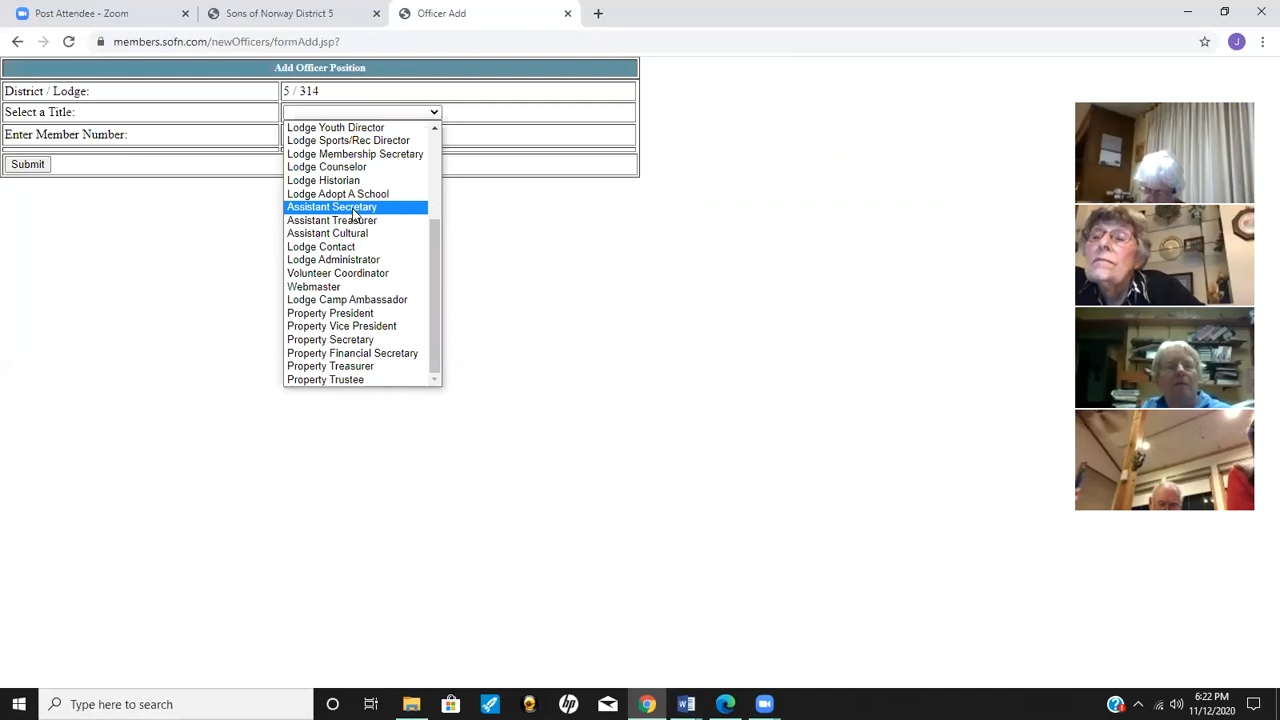 Post Attendee - Zoom
Sons of Norway District 5
Officer Add
members.sofn.com/newOfficers/formAdd.jsp?
J
Add Officer Position
District / Lodge:
5 / 314
Select a Title:
Enter Member Number:
Submit
Lodge Youth Director
Lodge Sports/Rec Director
Lodge Membership Secretary
Lodge Counselor
Lodge Historian
Lodge Adopt A School
Assistant Secretary
Assistant Treasurer
Assistant Cultural
Lodge Contact
Lodge Administrator
Volunteer Coordinator
Webmaster
Lodge Camp Ambassador
Property President
Property Vice President
Property Secretary
Property Financial Secretary
Property Treasurer
Property Trustee
Type here to search
hp
6:22 PM
11/12/2020